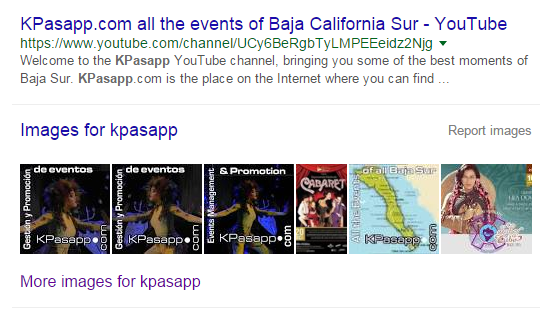 KPasapp.com all the events of Baja California Sur - YouTube
https://www.youtube.com/channel/UCy6BeRgbTyLMPEEeidz2Njg
Welcome to the KPasapp YouTube channel, bringing you some of the best moments of
Baja Sur. KPasapp.com is the place on the Internet where you can find ...
Images for kpasapp
Report images
de eventos
Gestión y Promoción
KPasapp.com
de eventos
Gestión y Promoción
KPasapp.com
& Promotion
Events Management
KPasapp.com
CABARET
20
of all Baja Sur
All the Events
KPasapp.com
More images for kpasapp